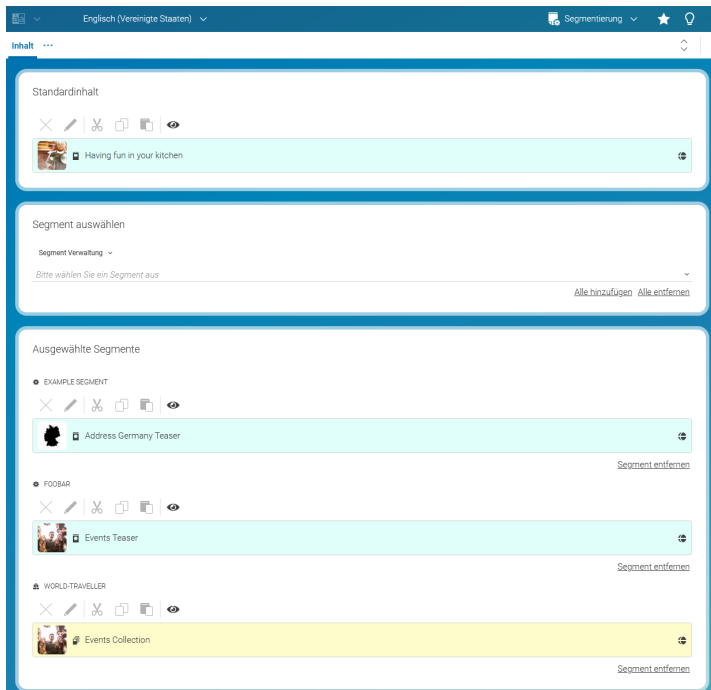 Englisch (Vereinigte Staaten)
Segmentierung
Inhalt ...
Standardinhalt
Having fun in your kitchen
Segment auswählen
Segment Verwaltung
Bitte wählen Sie ein Segment aus
Alle hinzufügen Alle entfernen
Ausgewählte Segmente
EXAMPLE SEGMENT
Address Germany Teaser
Segment entfernen
FOOBAR
Events Teaser
Segment entfernen
WORLD-TRAVELLER
Events Collection
Segment entfernen